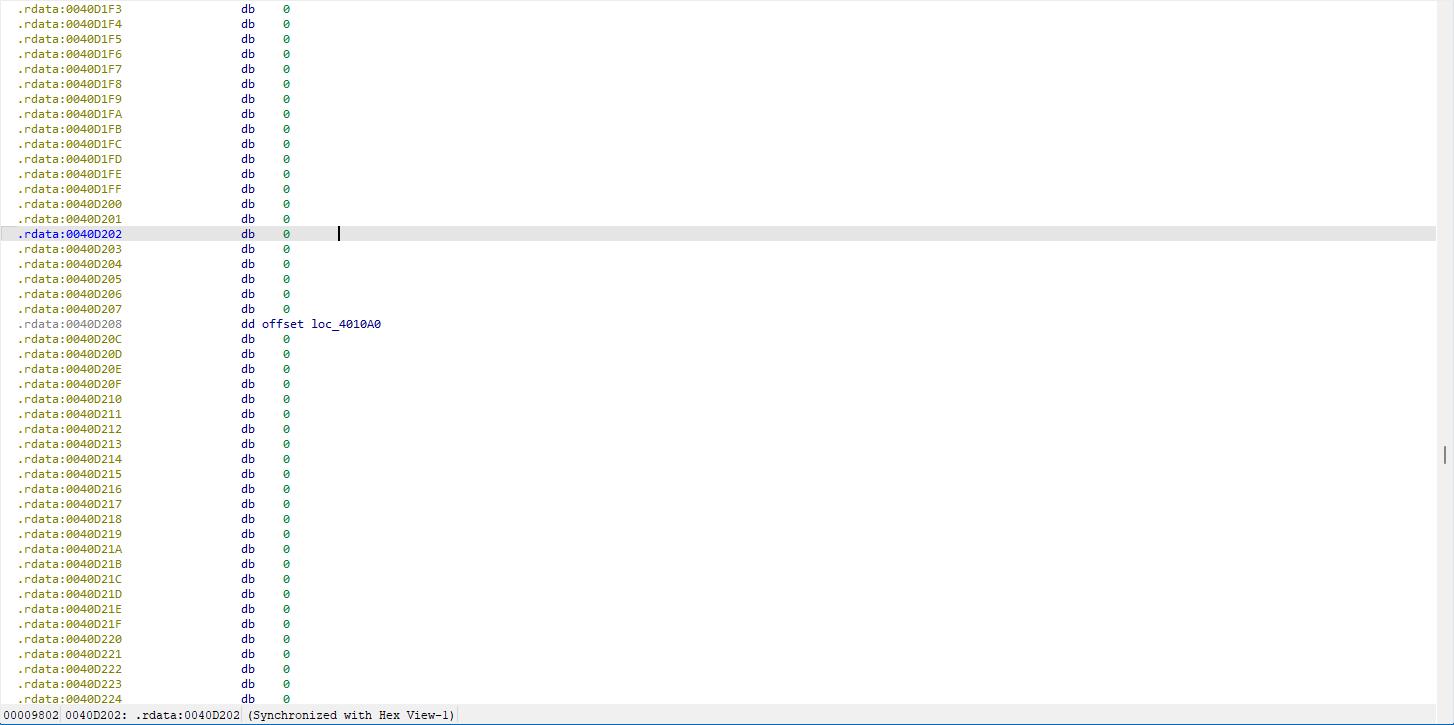 .rdata:0040D1F3 db 0
.rdata:0040D1F4 db 0
.rdata:0040D1F5 db 0
.rdata:0040D1F6 db 0
.rdata:0040D1F7 db 0
.rdata:0040D1F8 db 0
.rdata:0040D1F9 db 0
.rdata:0040D1FA db 0
.rdata:0040D1FB db 0
.rdata:0040D1FC db 0
.rdata:0040D1FD db 0
.rdata:0040D1FE db 0
.rdata:0040D1FF db 0
.rdata:0040D200 db 0
.rdata:0040D201 db 0
.rdata:0040D202 db 0
.rdata:0040D203 db 0
.rdata:0040D204 db 0
.rdata:0040D205 db 0
.rdata:0040D206 db 0
.rdata:0040D207 db 0
.rdata:0040D208 dd offset loc_4010A0
.rdata:0040D20C db 0
.rdata:0040D20D db 0
.rdata:0040D20E db 0
.rdata:0040D20F db 0
.rdata:0040D210 db 0
.rdata:0040D211 db 0
.rdata:0040D212 db 0
.rdata:0040D213 db 0
.rdata:0040D214 db 0
.rdata:0040D215 db 0
.rdata:0040D216 db 0
.rdata:0040D217 db 0
.rdata:0040D218 db 0
.rdata:0040D219 db 0
.rdata:0040D21A db 0
.rdata:0040D21B db 0
.rdata:0040D21C db 0
.rdata:0040D21D db 0
.rdata:0040D21E db 0
.rdata:0040D21F db 0
.rdata:0040D220 db 0
.rdata:0040D221 db 0
.rdata:0040D222 db 0
.rdata:0040D223 db 0
.rdata:0040D224 db 0
00009802 0040D202: .rdata:0040D202 (Synchronized with Hex View-1)